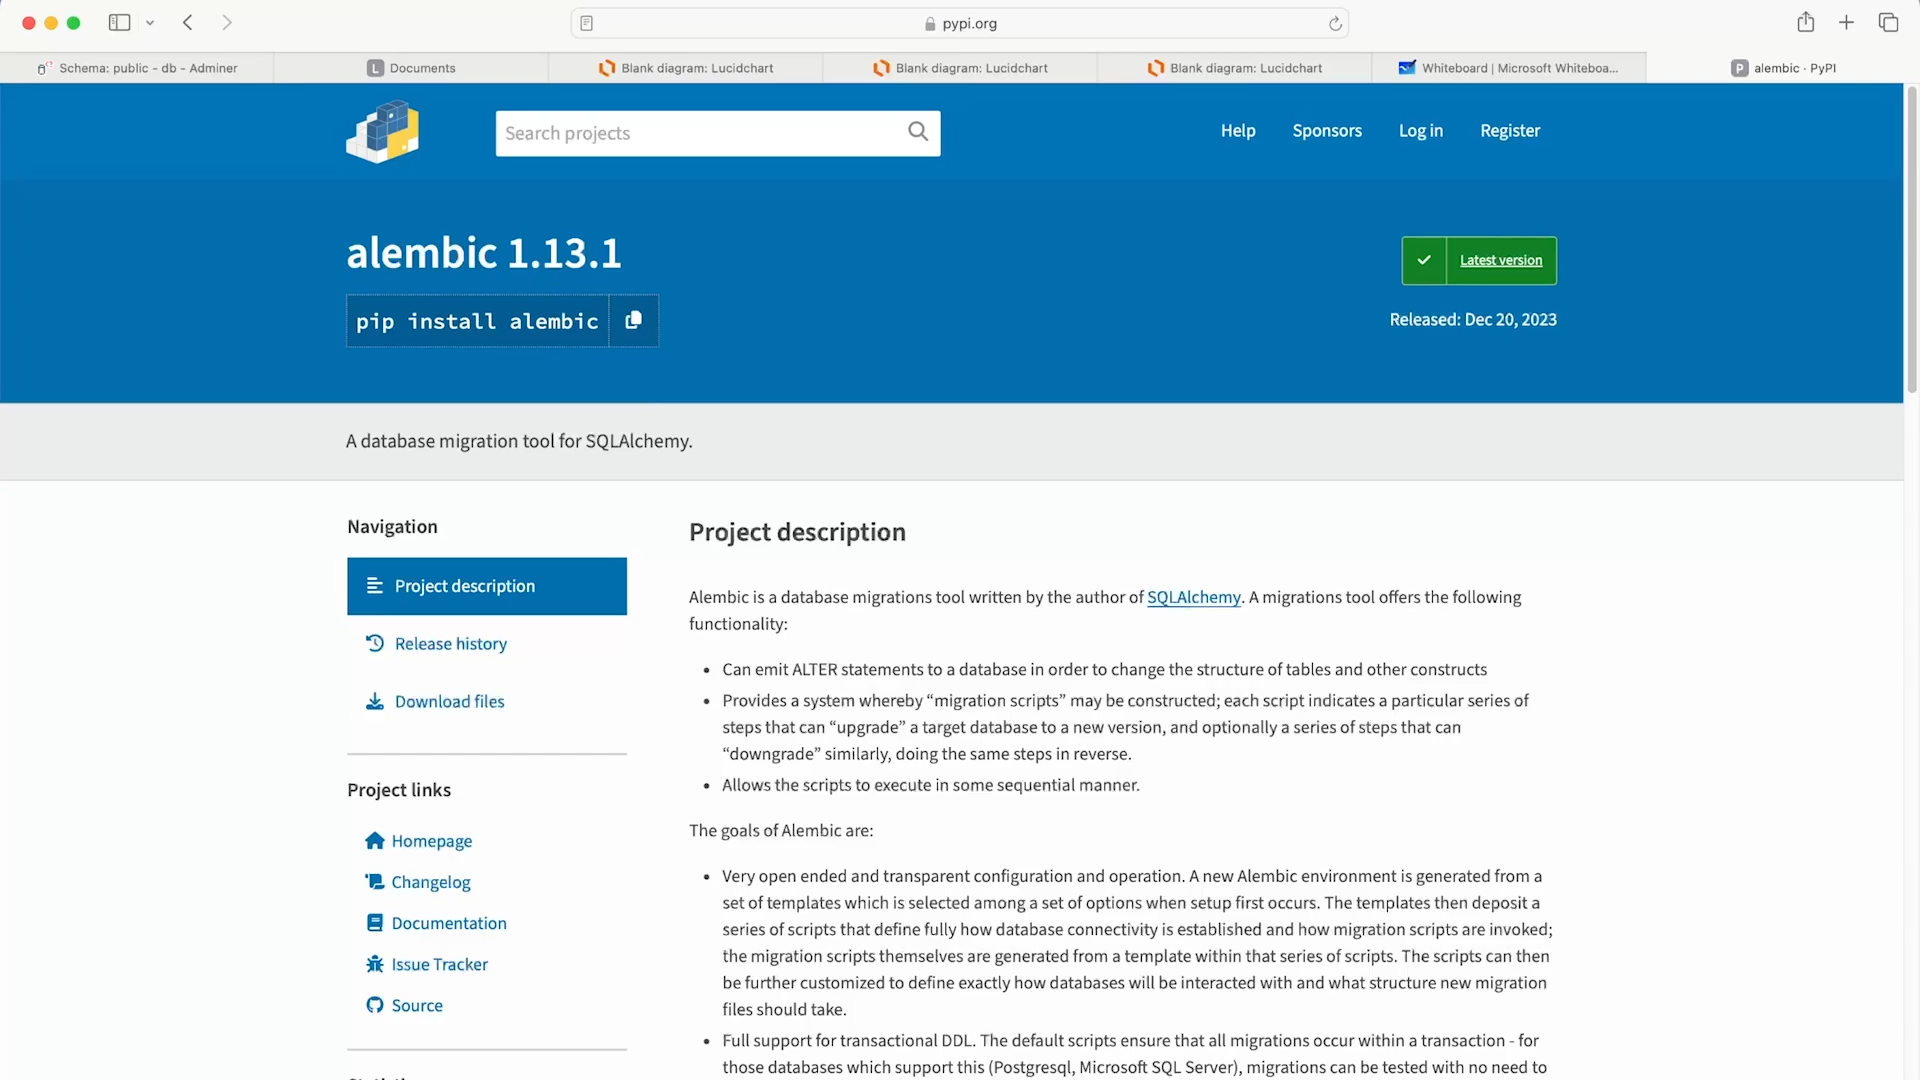 pypi.org
Schema: public - db - Adminer
L Documents
Blank diagram: Lucidchart
Blank diagram: Lucidchart
Blank diagram: Lucidchart
Whiteboard | Microsoft Whiteboa...
P alembic · PyPI
Search projects
Help
Sponsors
Log in
Register
alembic 1.13.1
Latest version
pip install alembic
Released: Dec 20, 2023
A database migration tool for SQLAlchemy.
Navigation
Project description
Release history
Download files
Project links
Homepage
Changelog
Documentation
Issue Tracker
Source
Project description
Alembic is a database migrations tool written by the author of SQLAlchemy. A migrations tool offers the following
functionality:
• Can emit ALTER statements to a database in order to change the structure of tables and other constructs
• Provides a system whereby “migration scripts” may be constructed; each script indicates a particular series of
steps that can “upgrade” a target database to a new version, and optionally a series of steps that can
“downgrade” similarly, doing the same steps in reverse.
• Allows the scripts to execute in some sequential manner.
The goals of Alembic are:
• Very open ended and transparent configuration and operation. A new Alembic environment is generated from a
set of templates which is selected among a set of options when setup first occurs. The templates then deposit a
series of scripts that define fully how database connectivity is established and how migration scripts are invoked;
the migration scripts themselves are generated from a template within that series of scripts. The scripts can then
be further customized to define exactly how databases will be interacted with and what structure new migration
files should take.
• Full support for transactional DDL. The default scripts ensure that all migrations occur within a transaction - for
those databases which support this (Postgresql, Microsoft SQL Server), migrations can be tested with no need to